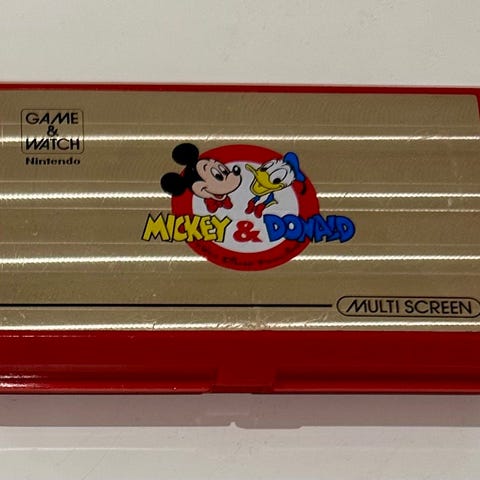 GAME
&
WATCH
Nintendo
MICKEY & DONALD
MULTI SCREEN